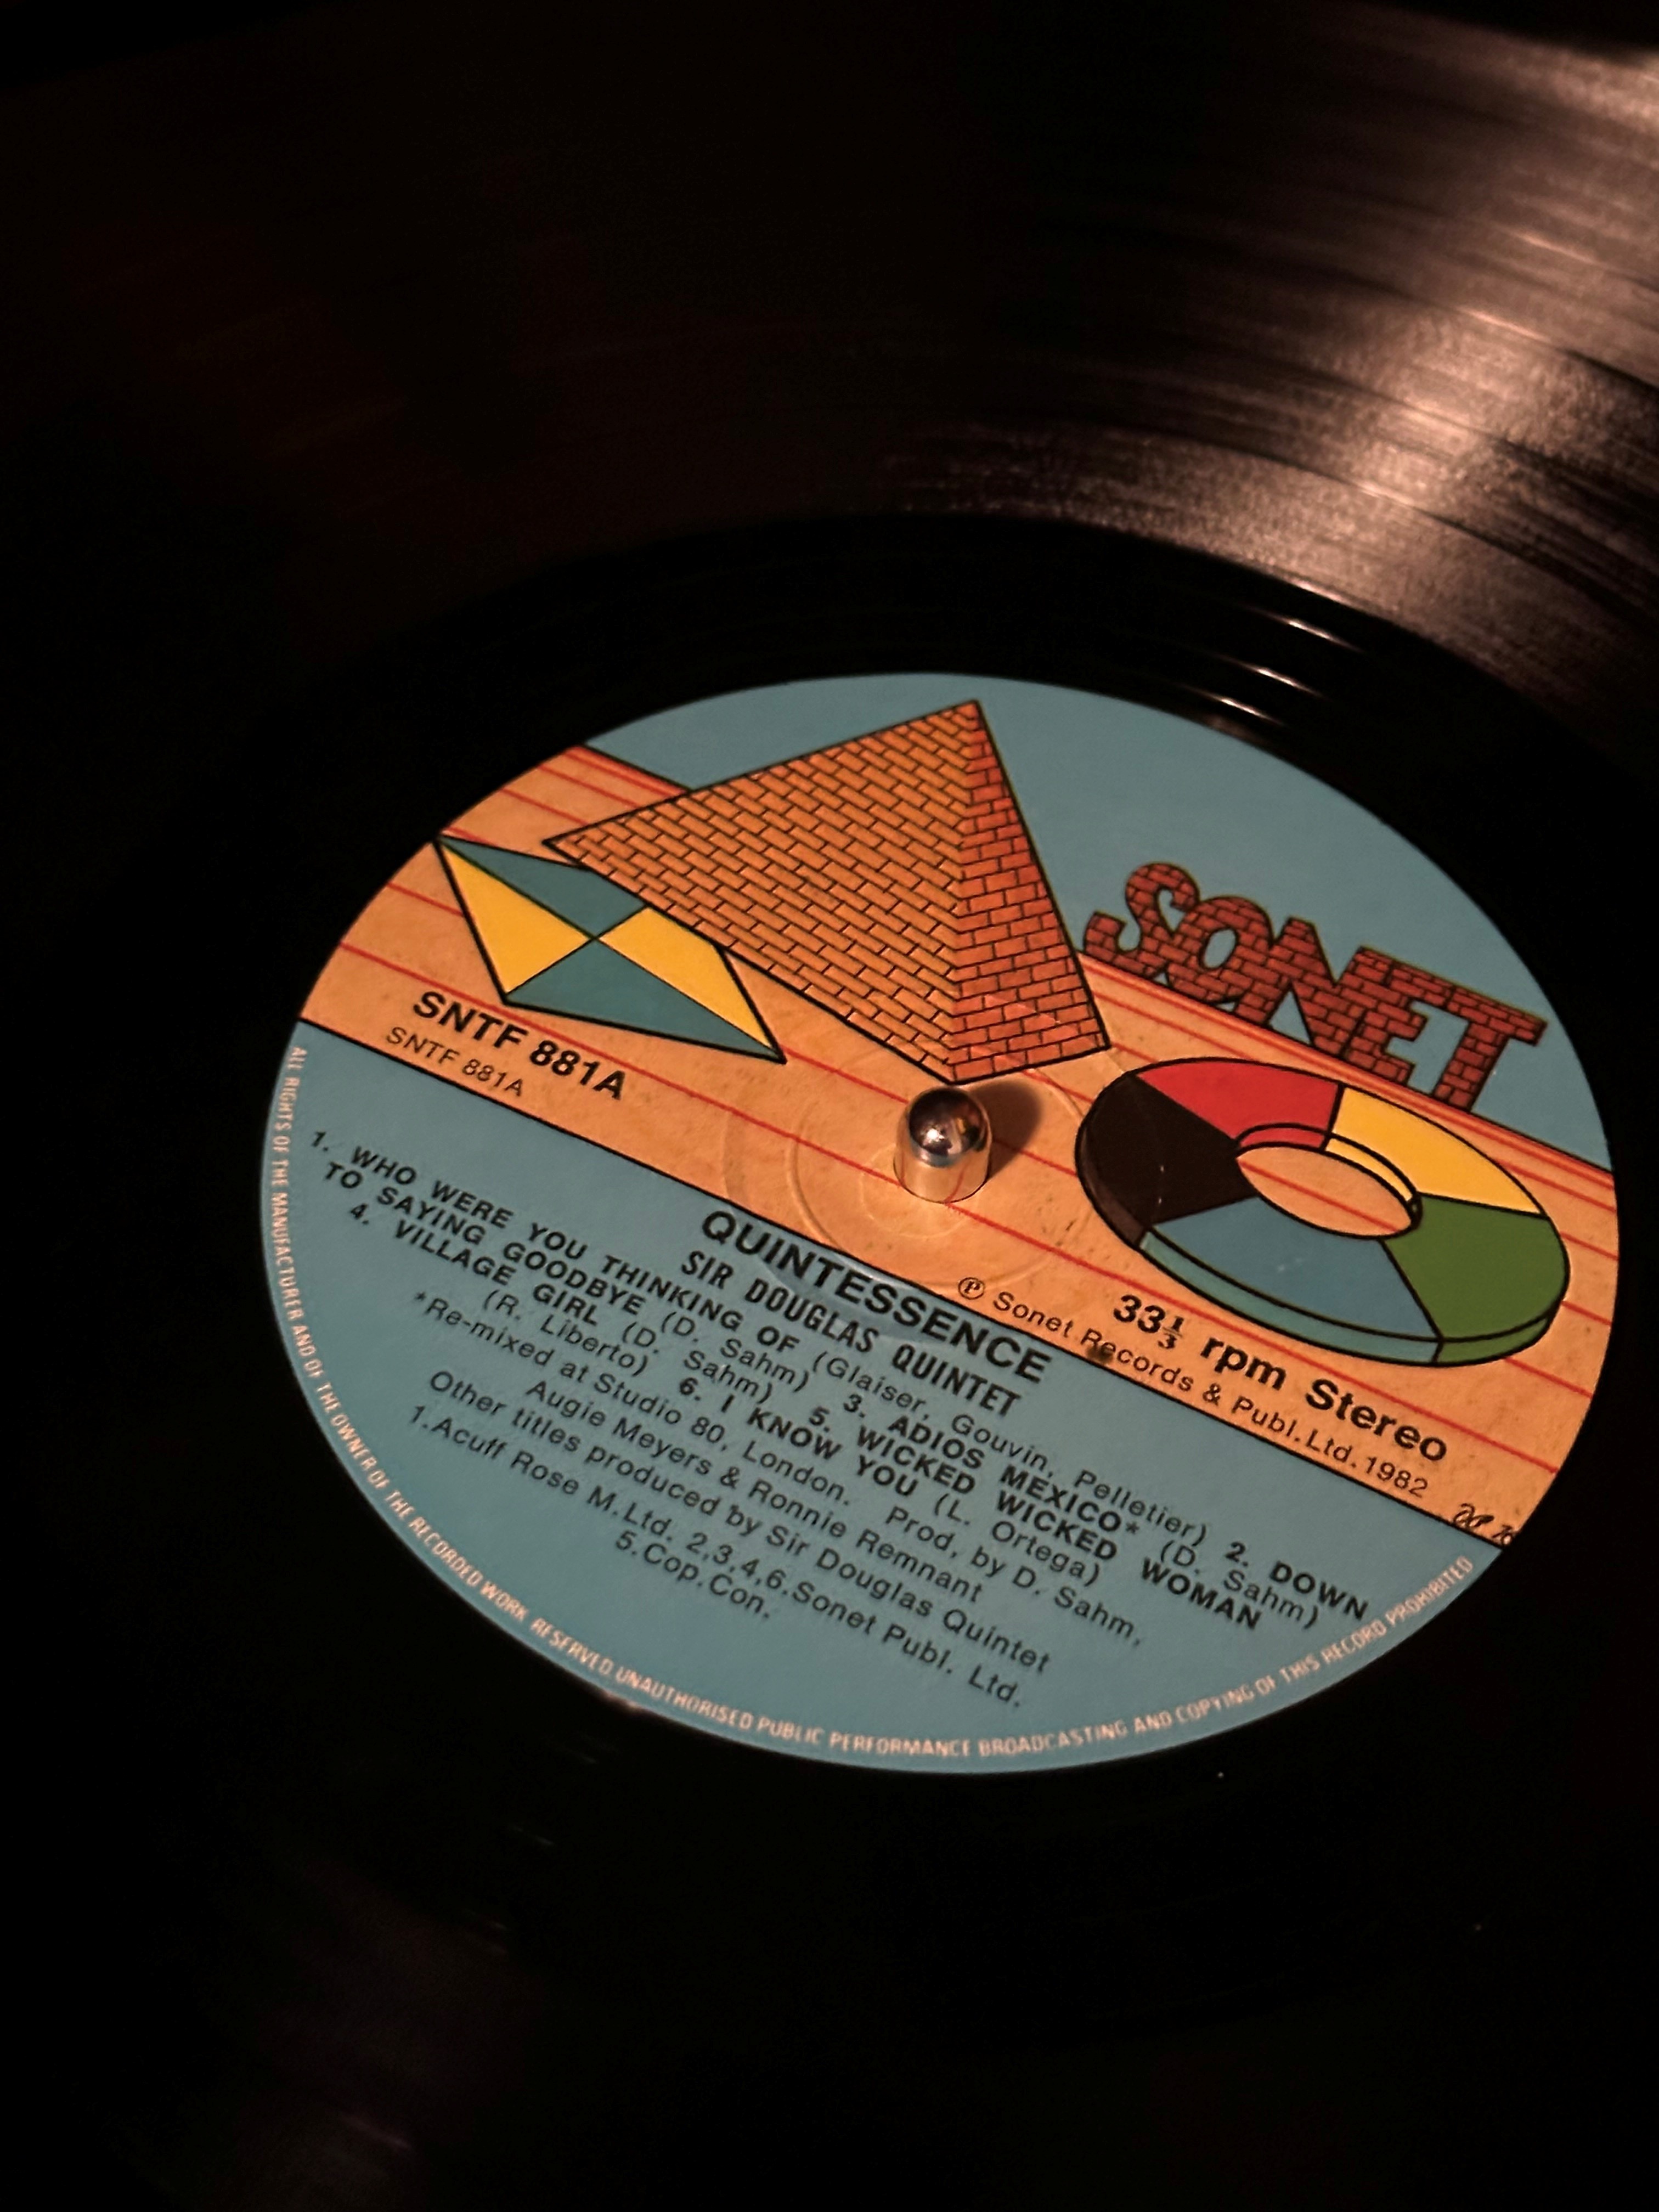 SONET
SNTF 881A
SNTF 881A
33⅓ rpm Stereo
℗ Sonet Records & Publ.Ltd.1982
QUINTESSENCE
SIR DOUGLAS QUINTET
1. WHO WERE YOU THINKING OF (Glaiser, Gouvin, Pelletier) 2. DOWN
TO SAYING GOODBYE (D. Sahm) 3. ADIOS MEXICO* (D. Sahm)
4. VILLAGE GIRL (D. Sahm) 5. WICKED WICKED WOMAN
(R. Liberto) 6. I KNOW YOU (L. Ortega)
*Re-mixed at Studio 80, London. Prod, by D. Sahm,
Augie Meyers & Ronnie Remnant
Other titles produced by Sir Douglas Quintet
1.Acuff Rose M.Ltd. 2,3,4,6.Sonet Publ. Ltd.
5.Cop.Con.
ALL RIGHTS OF THE MANUFACTURER AND OF THE OWNER OF THE RECORDED WORK RESERVED UNAUTHORISED PUBLIC PERFORMANCE BROADCASTING AND COPYING OF THIS RECORD PROHIBITED